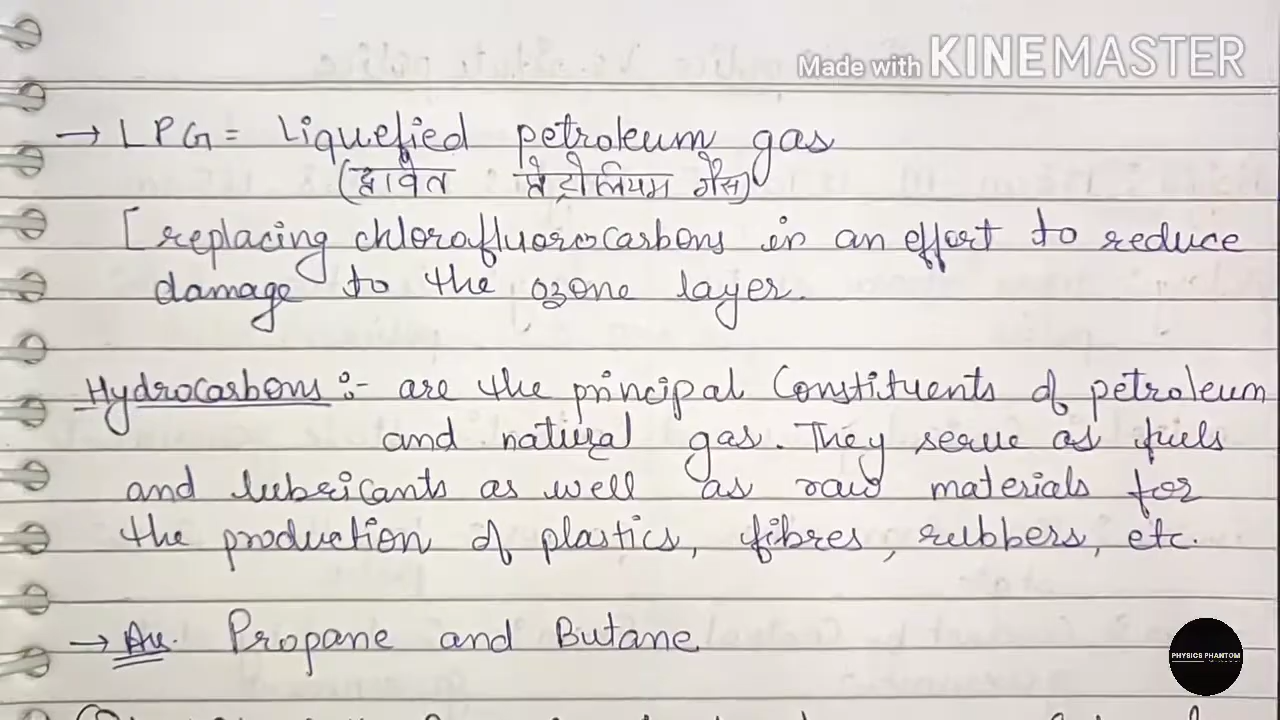 Made with KINEMASTER
→ LPG = Liquefied petroleum gas
(द्रावित पेट्रोलियम गैस)
[replacing chlorofluorocarbons in an effort to reduce
damage to the ozone layer.
Hydrocarbons :- are the principal Constituents of petroleum
and natural gas. They serve as fuels
and lubricants as well as raw materials for
the production of plastics, fibres, rubbers, etc.
→ Ans. Propane and Butane
PHYSICS PHANTOM